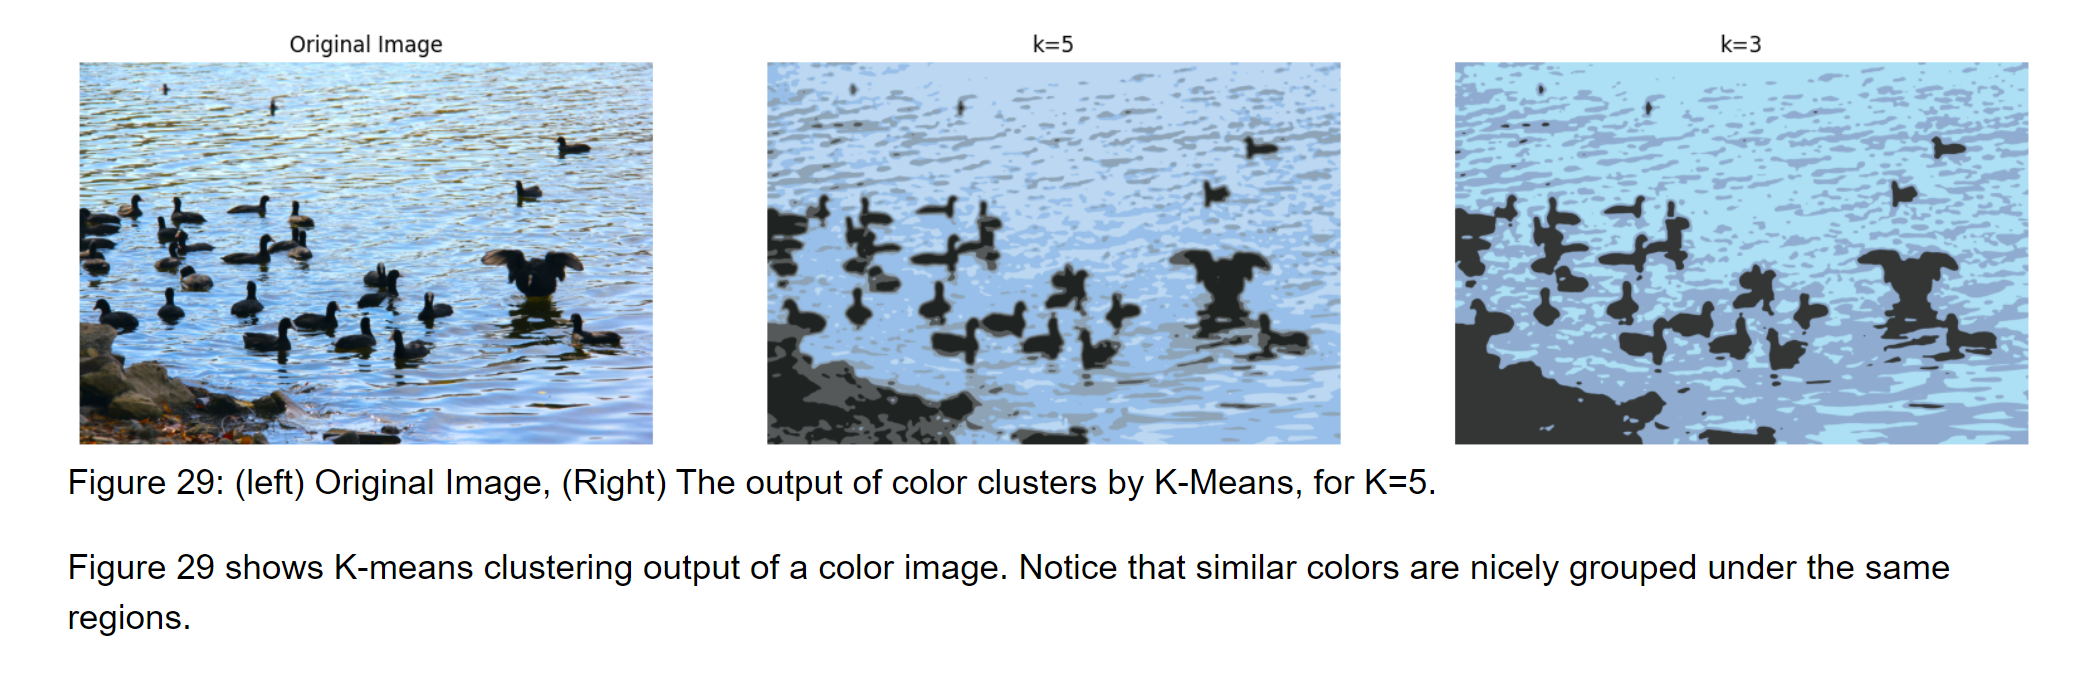 Original Image
k=5
k=3
Figure 29: (left) Original Image, (Right) The output of color clusters by K-Means, for K=5.
Figure 29 shows K-means clustering output of a color image. Notice that similar colors are nicely grouped under the same
regions.